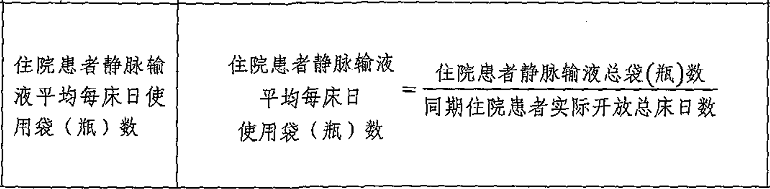 住院患者静脉输
液平均每床日使
用袋（瓶）数
住院患者静脉输液
平均每床日
使用袋（瓶）数
=
住院患者静脉输液总袋(瓶)数
同期住院患者实际开放总床日数